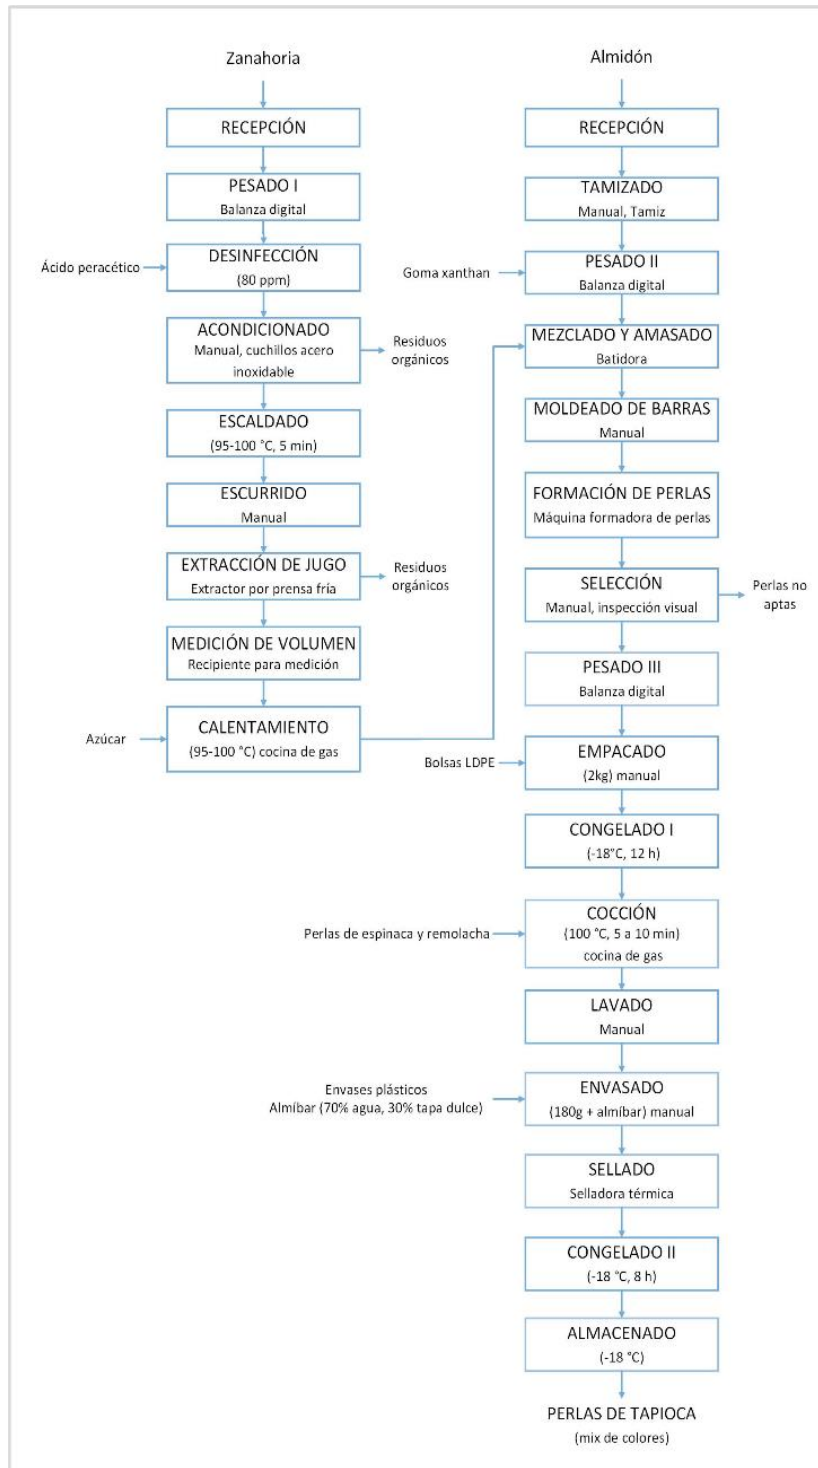 Zanahoria
RECEPCIÓN
PESADO I
Balanza digital
Ácido peracético
DESINFECCIÓN
(80 ppm)
ACONDICIONADO
Manual, cuchillos acero
inoxidable
Residuos
orgánicos
ESCALDADO
(95-100 °C, 5 min)
ESCURRIDO
Manual
EXTRACCIÓN DE JUGO
Extractor por prensa fría
Residuos
orgánicos
MEDICIÓN DE VOLUMEN
Recipiente para medición
Azúcar
CALENTAMIENTO
(95-100 °C) cocina de gas
Almidón
RECEPCIÓN
TAMIZADO
Manual, Tamiz
Goma xanthan
PESADO II
Balanza digital
MEZCLADO Y AMASADO
Batidora
MOLDEADO DE BARRAS
Manual
FORMACIÓN DE PERLAS
Máquina formadora de perlas
SELECCIÓN
Manual, inspección visual
Perlas no
aptas
PESADO III
Balanza digital
Bolsas LDPE
EMPACADO
(2kg) manual
CONGELADO I
(-18°C, 12 h)
Perlas de espinaca y remolacha
COCCIÓN
(100 °C, 5 a 10 min)
cocina de gas
LAVADO
Manual
Envases plásticos
Almíbar (70% agua, 30% tapa dulce)
ENVASADO
(180g + almíbar) manual
SELLADO
Selladora térmica
CONGELADO II
(-18 °C, 8 h)
ALMACENADO
(-18 °C)
PERLAS DE TAPIOCA
(mix de colores)